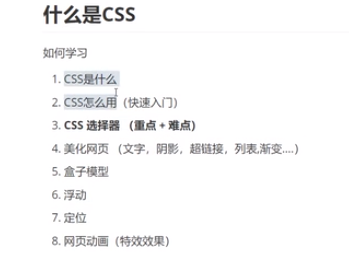 什么是CSS
如何学习
1. CSS是什么
2. CSS怎么用（快速入门）
3. CSS 选择器 （重点 + 难点）
4. 美化网页 （文字，阴影，超链接，列表,渐变....）
5. 盒子模型
6. 浮动
7. 定位
8. 网页动画（特效效果）